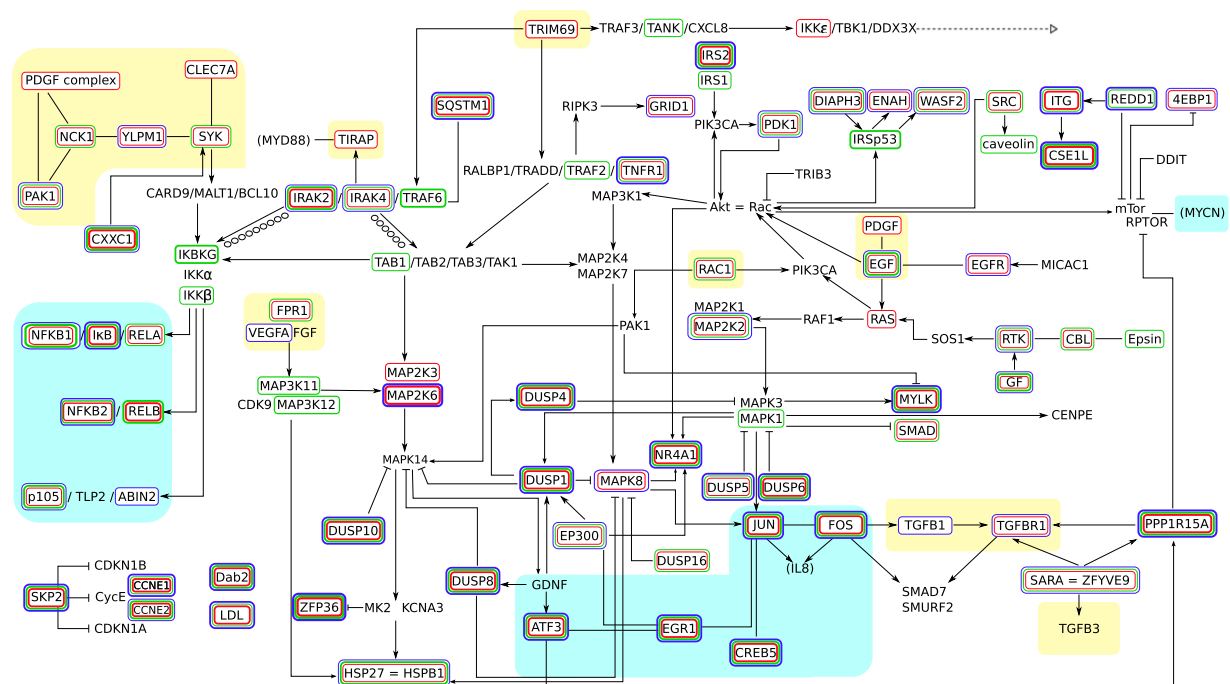 TRIM69
TRAF3/TANK/CXCL8
IKKε/TBK1/DDX3X
CLEC7A
PDGF complex
NCK1
YLPM1
SYK
PAK1
CXXC1
(MYD88)
TIRAP
CARD9/MALT1/BCL10
IRAK2 / IRAK4 / TRAF6
SQSTM1
RIPK3
GRID1
RALBP1/TRADD/TRAF2/TNFR1
IRS2
IRS1
PIK3CA
PDK1
DIAPH3
ENAH
WASF2
IRSp53
SRC
caveolin
ITG
REDD1
4EBP1
CSE1L
DDIT
TRIB3
MAP3K1
Akt = Rac
mTor
RPTOR
(MYCN)
IKBKG
IKKα
IKKβ
TAB1/TAB2/TAB3/TAK1
MAP2K4
MAP2K7
RAC1
PIK3CA
PDGF
EGF
EGFR
MICAC1
NFKB1/IκB/RELA
FPR1
VEGFA FGF
PAK1
MAP2K1
MAP2K2
RAF1
RAS
SOS1
RTK
CBL
Epsin
GF
MAP3K11
CDK9 MAP3K12
MAP2K3
MAP2K6
NFKB2 / RELB
DUSP4
MAPK3
MAPK1
MYLK
CENPE
SMAD
MAPK14
NR4A1
DUSP1
MAPK8
DUSP5
DUSP6
p105 / TLP2 / ABIN2
DUSP10
EP300
JUN
FOS
TGFB1
TGFBR1
PPP1R15A
DUSP16
(IL8)
DUSP8
GDNF
SARA = ZFYVE9
SMAD7
SMURF2
TGFB3
CDKN1B
SKP2
CycE
CDKN1A
CCNE1
CCNE2
Dab2
LDL
ZFP36
MK2
KCNA3
ATF3
EGR1
CREB5
HSP27 = HSPB1